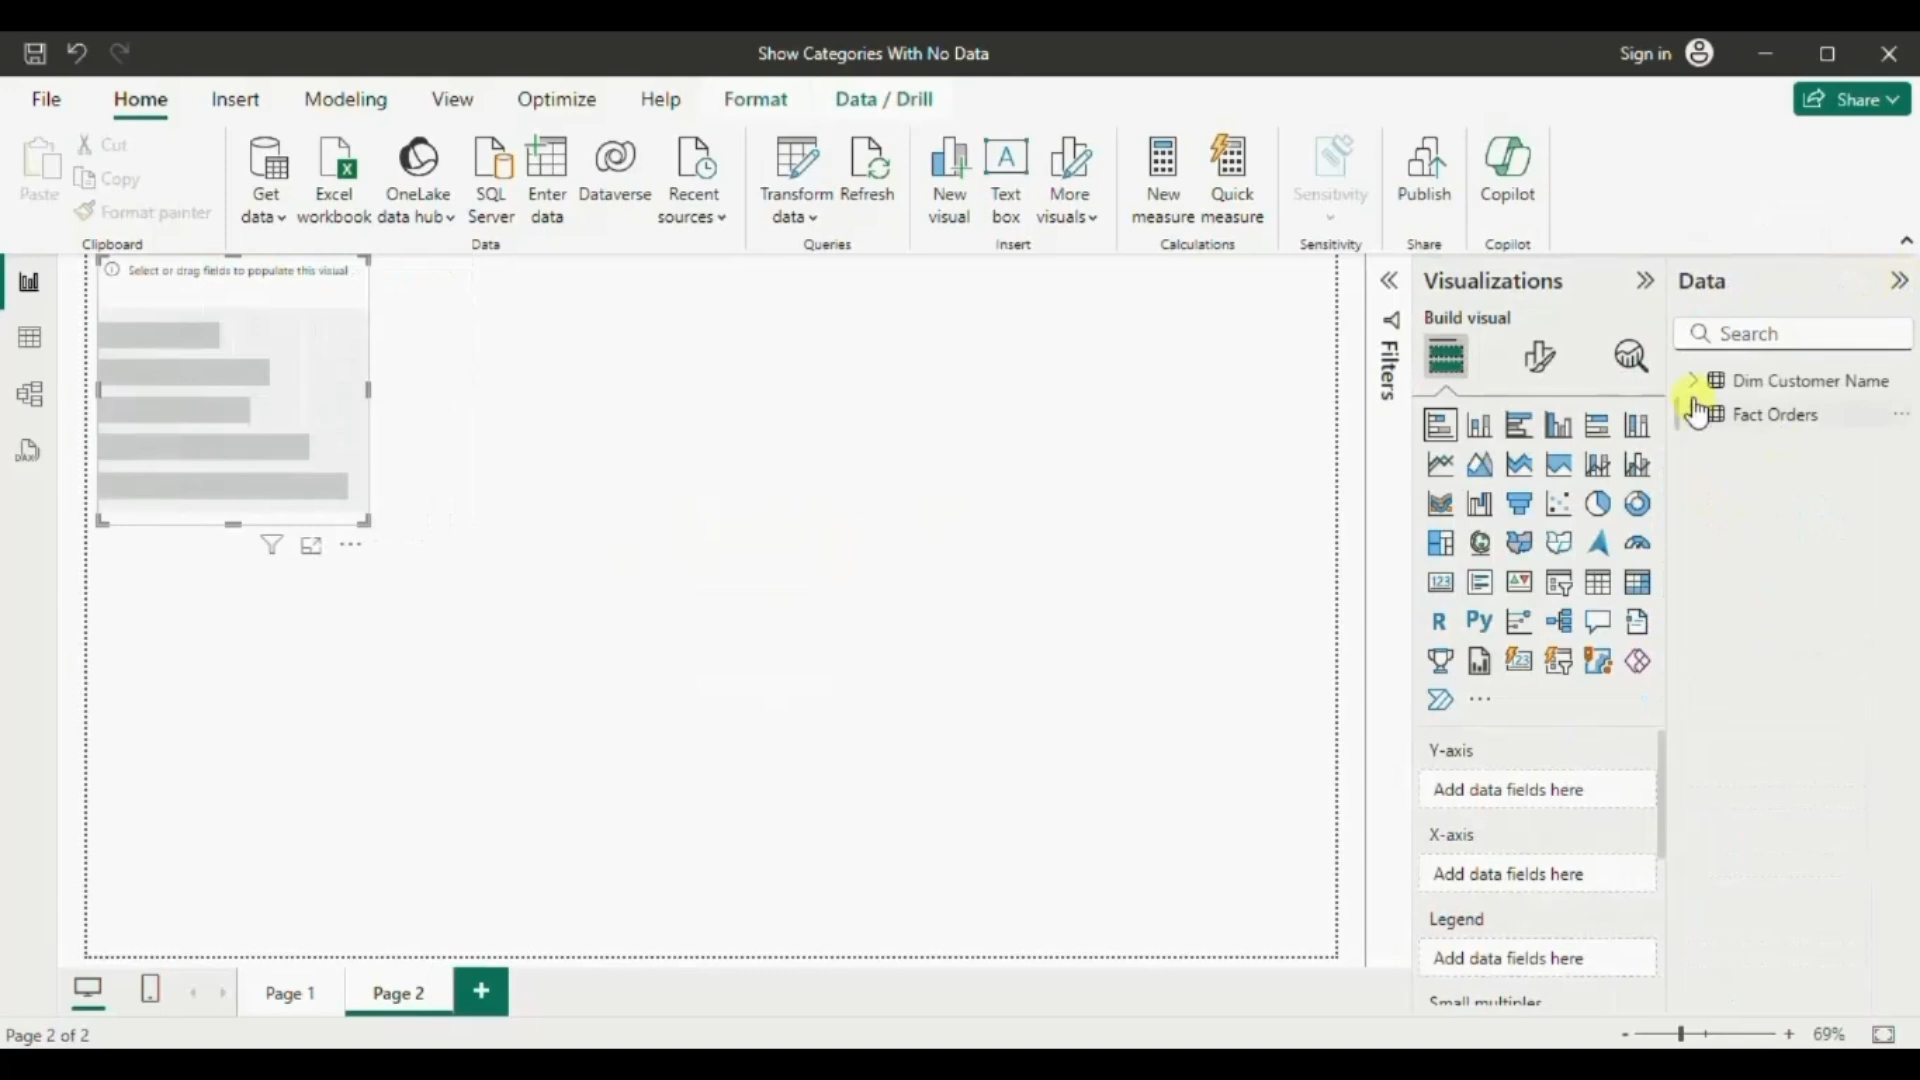 Show Categories With No Data
Sign in
File Home Insert Modeling View Optimize Help Format Data / Drill
Share
Paste
Cut
Copy
Format painter
Clipboard
Get data
Excel workbook
OneLake data hub
SQL Server
Enter data
Dataverse
Recent sources
Data
Transform data
Refresh
Queries
New visual
Text box
More visuals
Insert
New measure
Quick measure
Calculations
Sensitivity
Sensitivity
Publish
Share
Copilot
Copilot
Select or drag fields to populate this visual
Filters
Visualizations
Build visual
123
R
Py
123
Y-axis
Add data fields here
X-axis
Add data fields here
Legend
Add data fields here
Small multiples
Data
Search
Dim Customer Name
Fact Orders
DAX
A
Page 1
Page 2
Page 2 of 2
69%